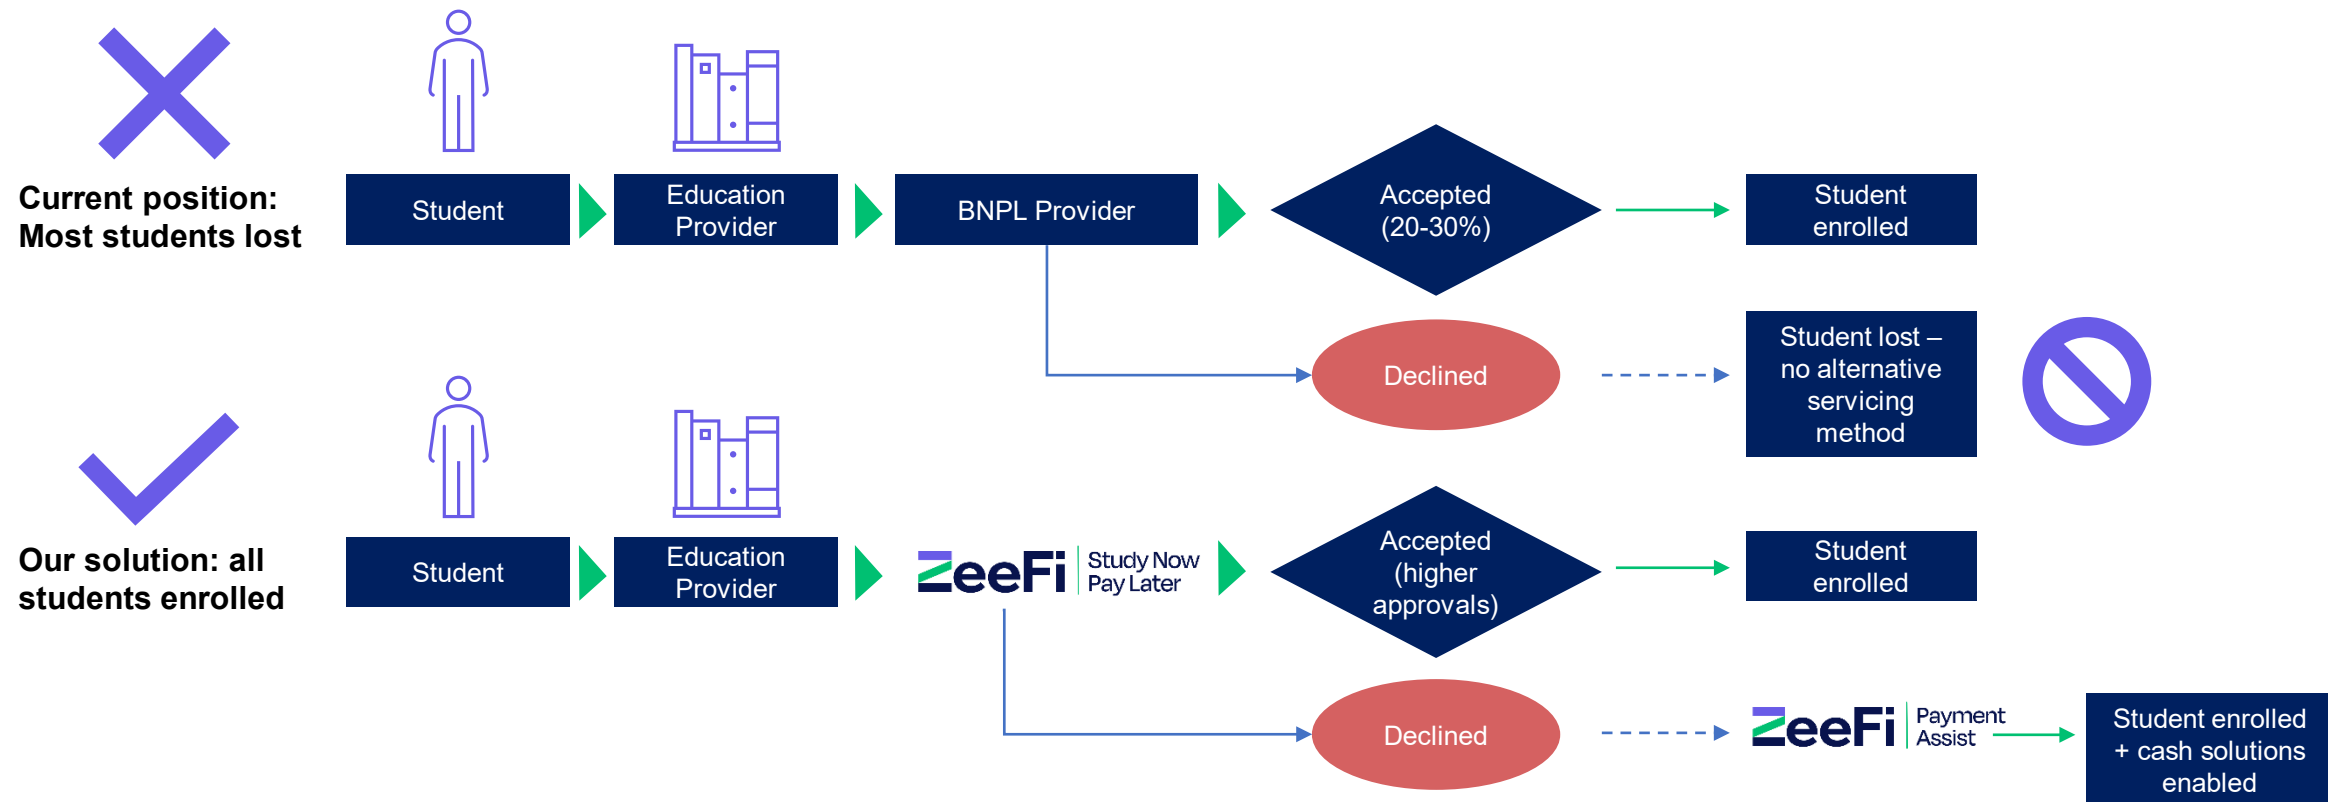 Current position:
Most students lost
Student
Education
Provider
BNPL Provider
Accepted
(20-30%)
Student
enrolled
Declined
Student lost –
no alternative
servicing
method
Our solution: all
students enrolled
Student
Education
Provider
ZeeFi
Study Now
Pay Later
Accepted
(higher
approvals)
Student
enrolled
Declined
ZeeFi
Payment
Assist
Student enrolled
+ cash solutions
enabled